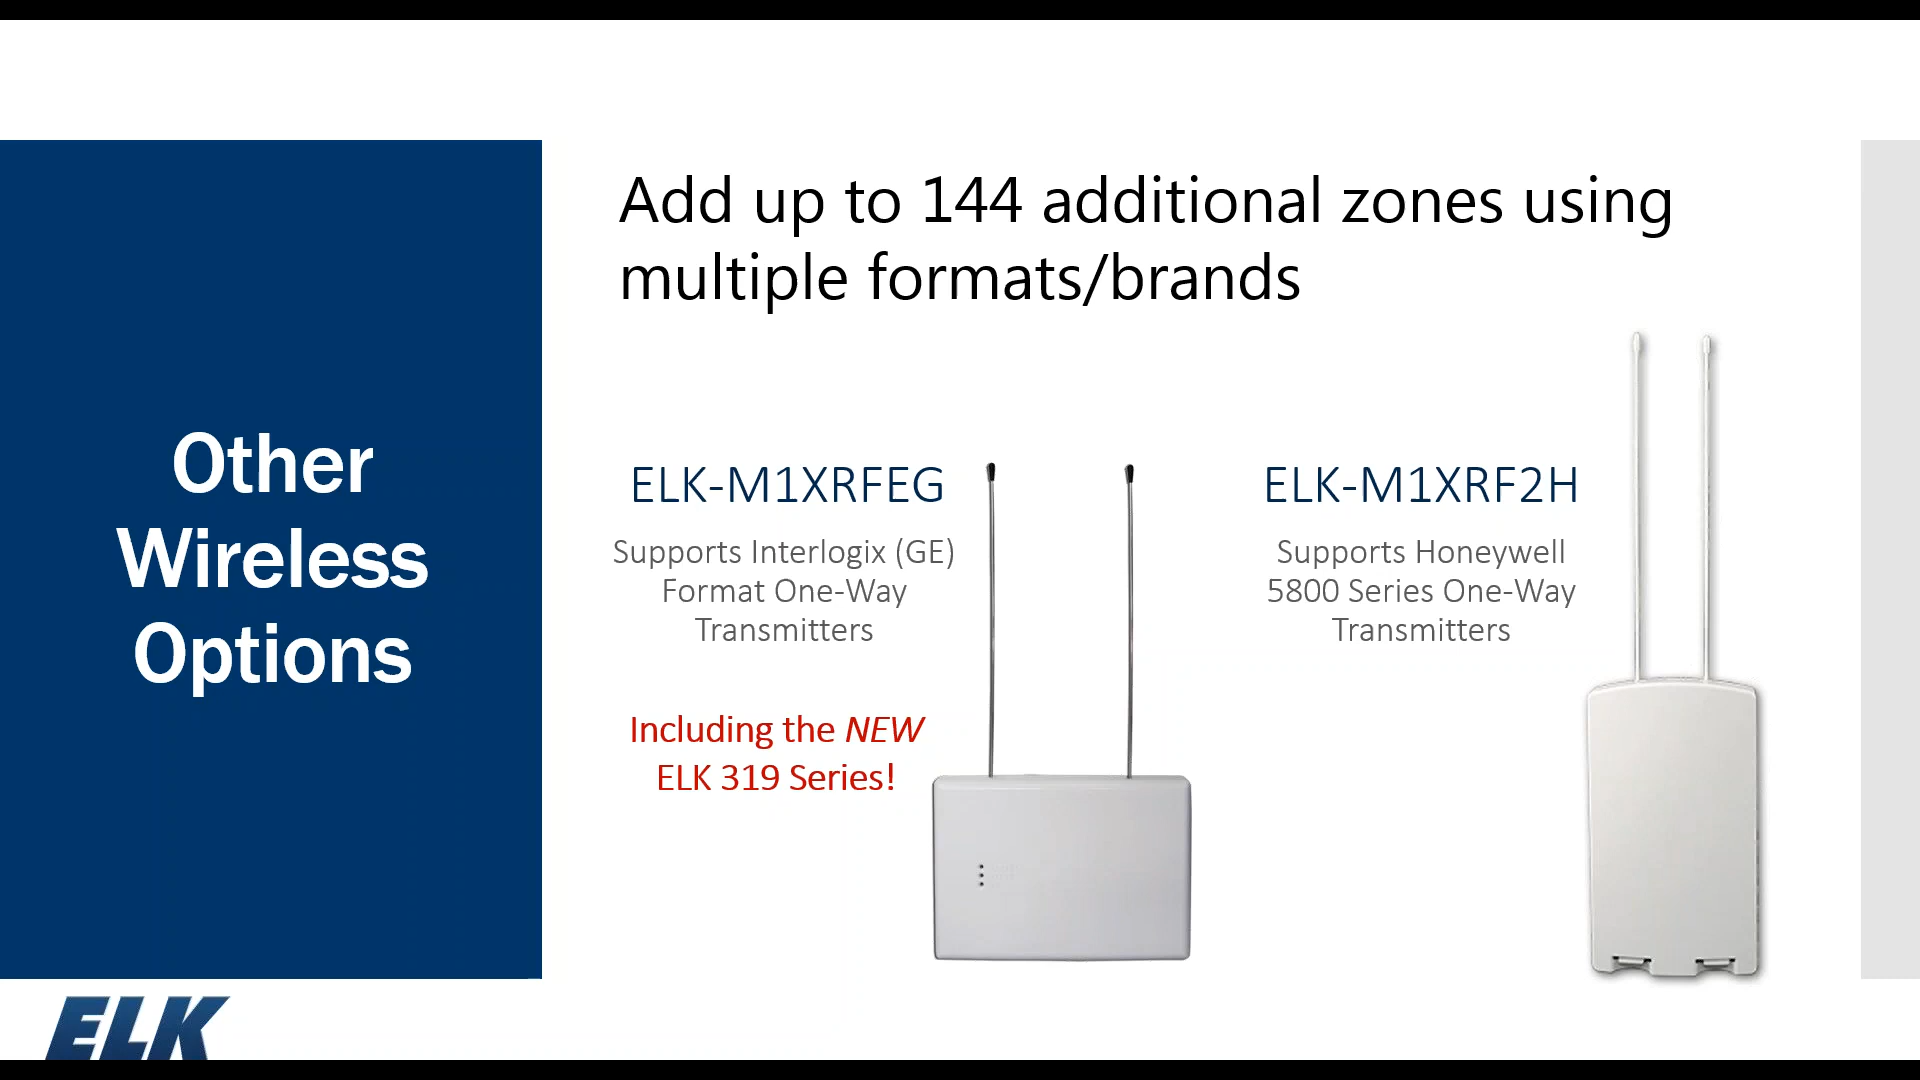 Other
Wireless
Options
Add up to 144 additional zones using
multiple formats/brands
ELK-M1XRFEG
Supports Interlogix (GE)
Format One-Way
Transmitters
Including the NEW
ELK 319 Series!
ELK-M1XRF2H
Supports Honeywell
5800 Series One-Way
Transmitters
ELK